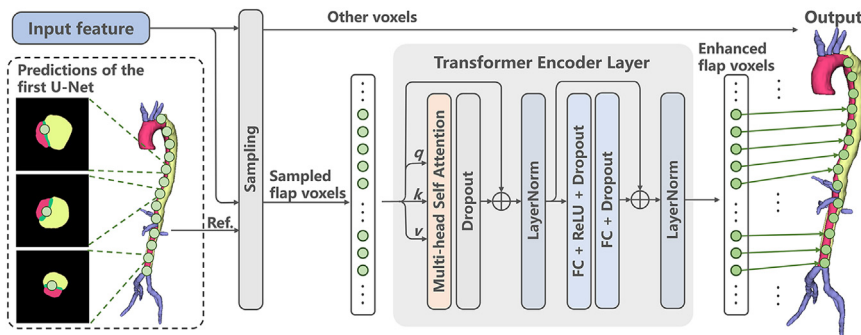 Input feature
Other voxels
Output
Predictions of the
first U-Net
Ref.
Sampling
Sampled
flap voxels
Transformer Encoder Layer
q
k
v
Multi-head Self Attention
Dropout
LayerNorm
FC + ReLU + Dropout
FC + Dropout
LayerNorm
Enhanced
flap voxels